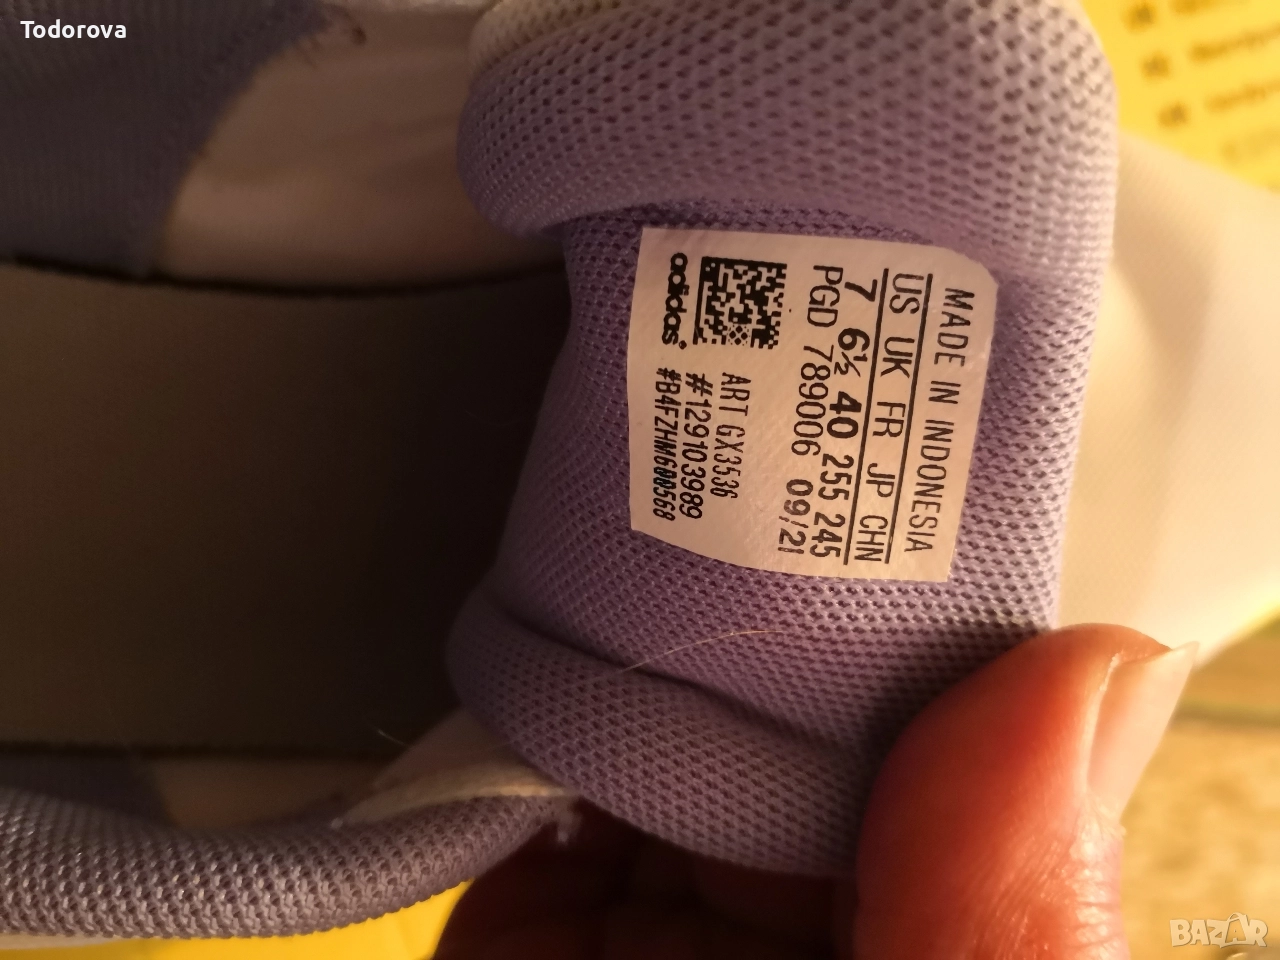 Todorova
MADE IN INDONESIA
US UK FR JP CHN
7 6½ 40 255 245
PGD 789006 09/21
ART GX3536
#129103989
#B4FZHM600568
adidas
BAZAR